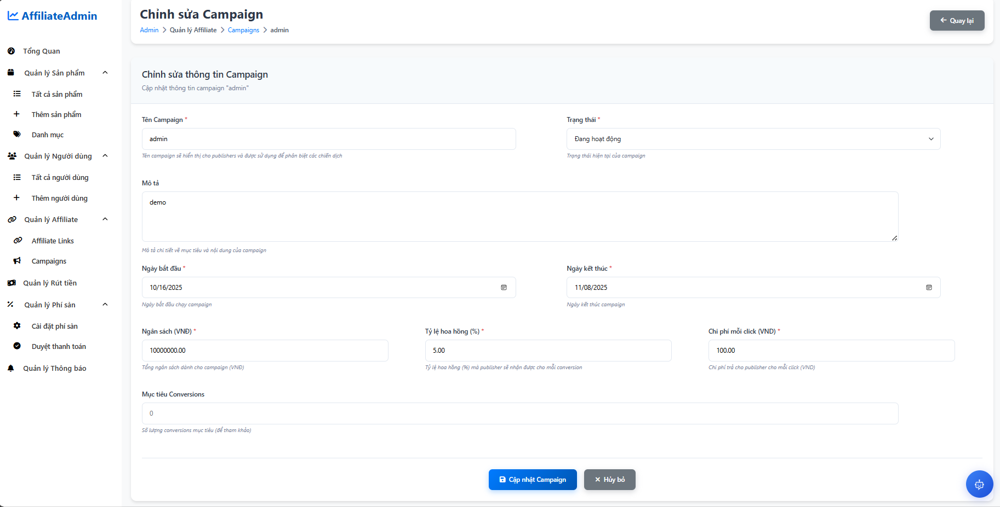 AffiliateAdmin
Tổng Quan
Quản lý Sản phẩm
Tất cả sản phẩm
Thêm sản phẩm
Danh mục
Quản lý Người dùng
Tất cả người dùng
Thêm người dùng
Quản lý Affiliate
Affiliate Links
Campaigns
Quản lý Rút tiền
Quản lý Phí sàn
Cài đặt phí sàn
Duyệt thanh toán
Quản lý Thông báo
Chỉnh sửa Campaign
Admin > Quản lý Affiliate > Campaigns > admin
Quay lại
Chỉnh sửa thông tin Campaign
Cập nhật thông tin campaign "admin"
Tên Campaign * Trạng thái *
admin Đang hoạt động
Tên campaign sẽ hiển thị cho publishers và được sử dụng để phân biệt các chiến dịch Trạng thái hiện tại của campaign
Mô tả
demo
Mô tả chi tiết về mục tiêu và nội dung của campaign
Ngày bắt đầu * Ngày kết thúc *
10/16/2025 11/08/2025
Ngày bắt đầu chạy campaign Ngày kết thúc campaign
Ngân sách (VNĐ) * Tỷ lệ hoa hồng (%) * Chi phí mỗi click (VND) *
10000000.00 5.00 100.00
Tổng ngân sách dành cho campaign (VNĐ) Tỷ lệ hoa hồng (%) mà publisher sẽ nhận được cho mỗi conversion Chi phí trả cho publisher cho mỗi click (VND)
Mục tiêu Conversions
0
Số lượng conversions mục tiêu (để tham khảo)
Cập nhật Campaign Hủy bỏ